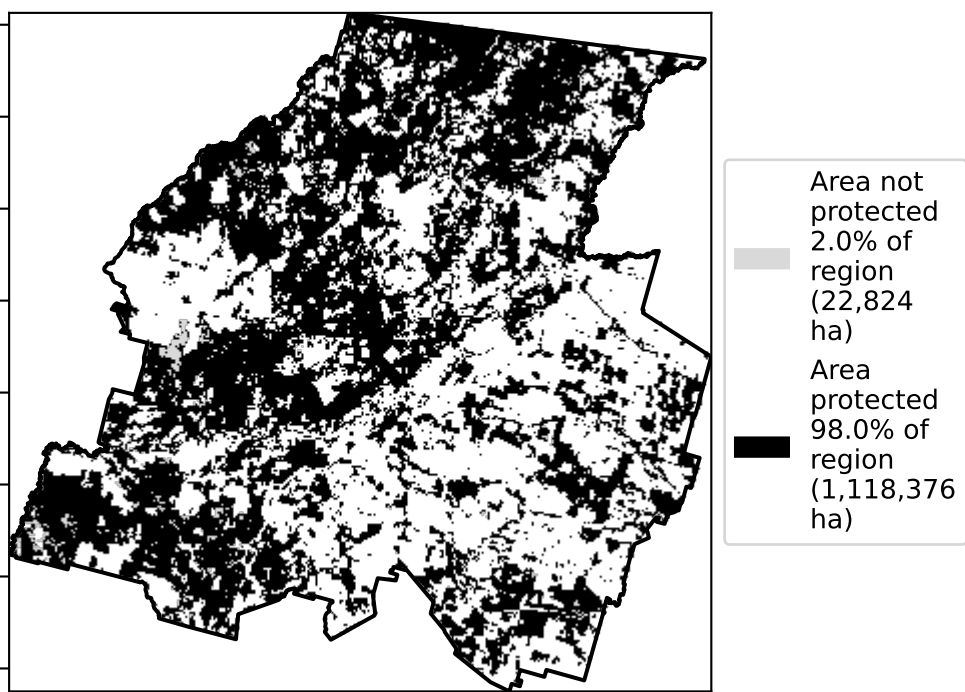 Area not
protected
2.0% of
region
(22,824
ha)
Area
protected
98.0% of
region
(1,118,376
ha)